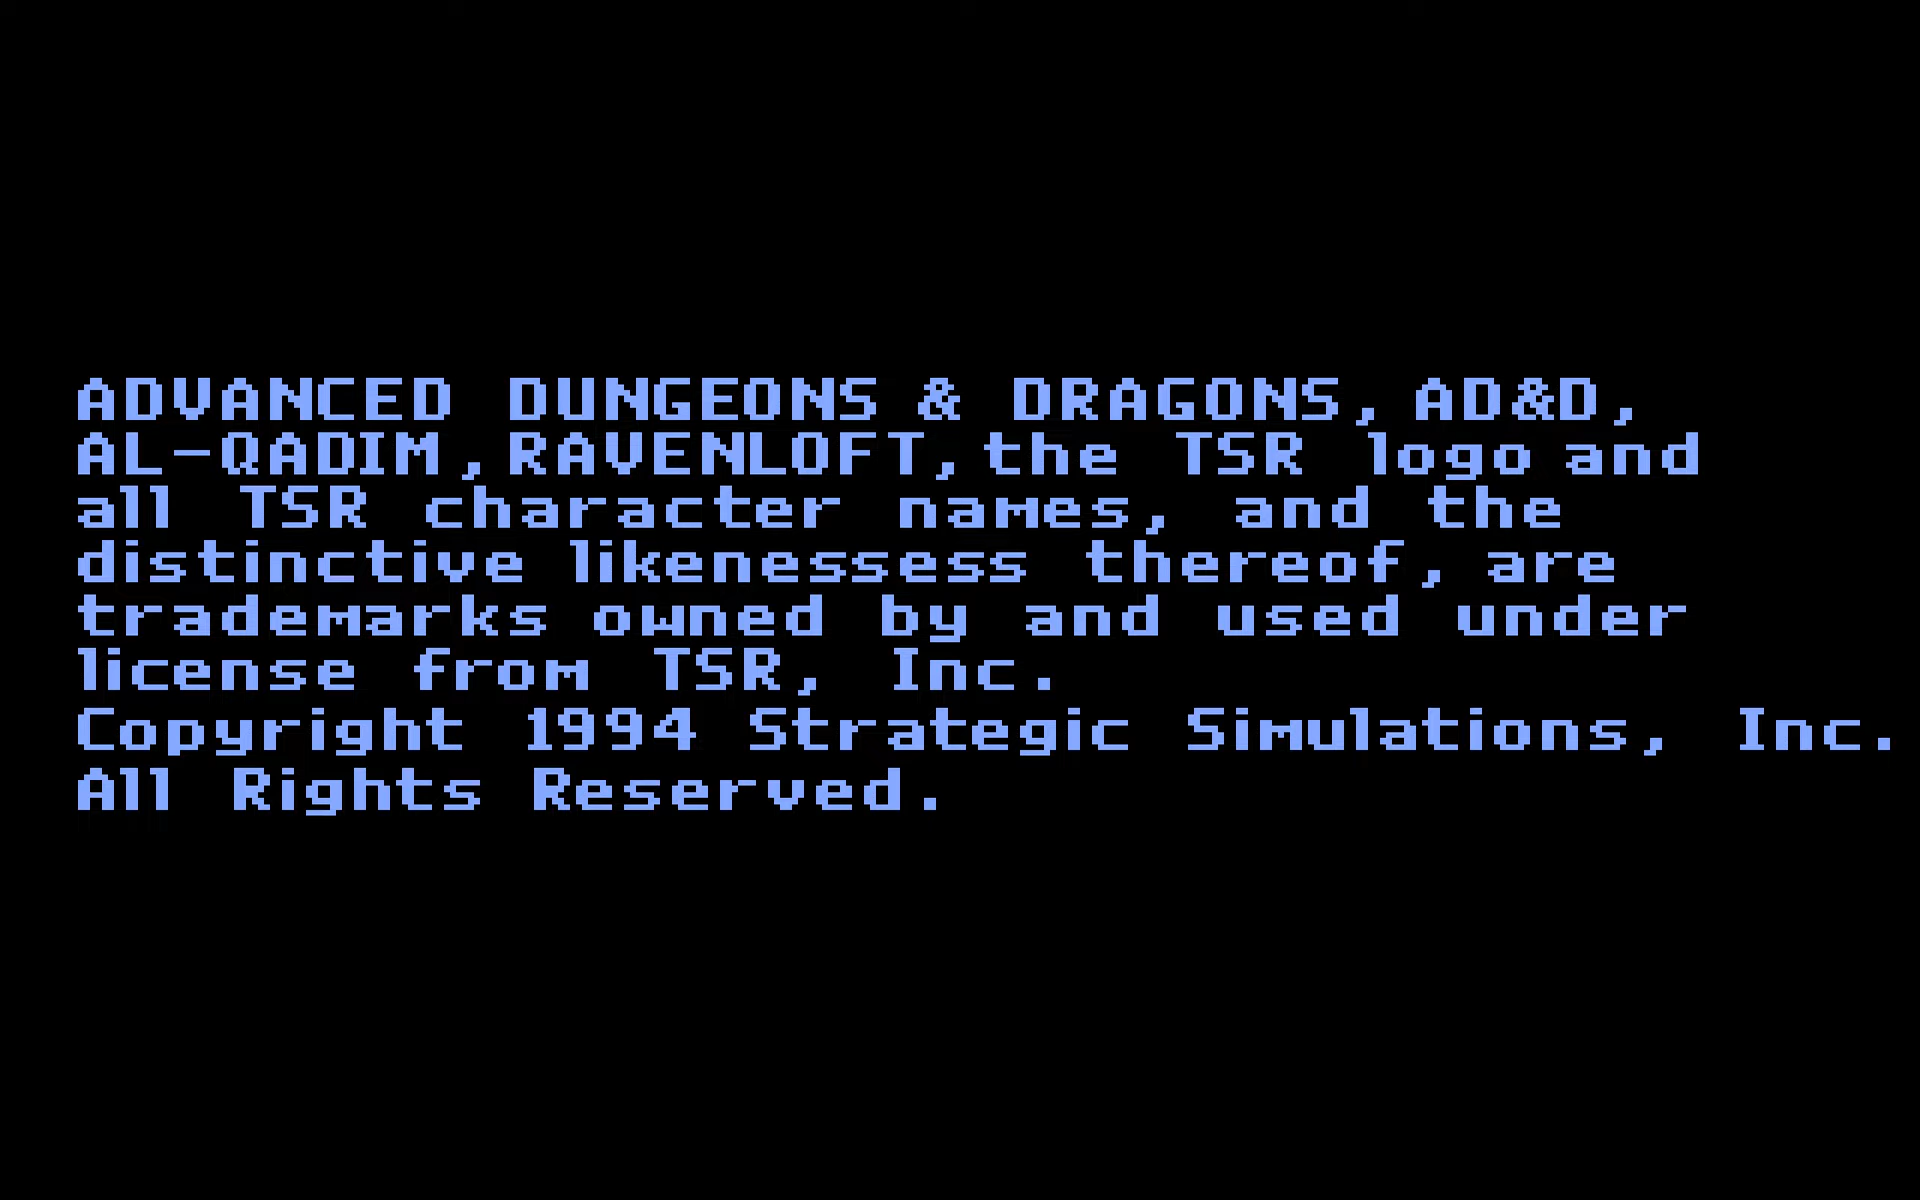 ADVANCED DUNGEONS & DRAGONS, AD&D,
AL-QADIM, RAVENLOFT, the TSR logo and
all TSR character names, and the
distinctive likenessess thereof, are
trademarks owned by and used under
license from TSR, Inc.
Copyright 1994 Strategic Simulations, Inc.
All Rights Reserved.